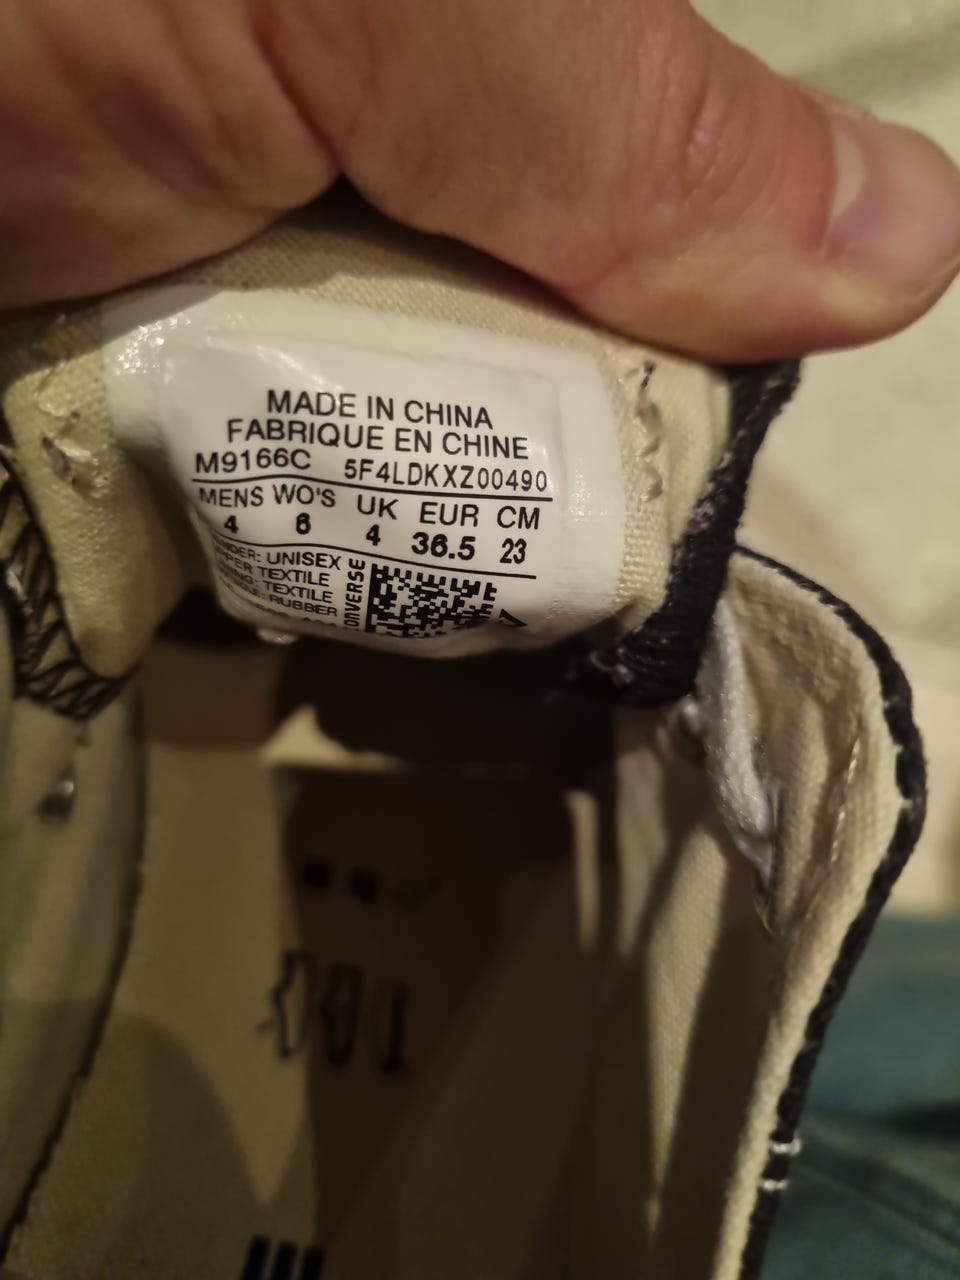 MADE IN CHINA
FABRIQUE EN CHINE
M9166C 5F4LDKXZ00490
MENS WO'S UK EUR CM
4 6 4 36.5 23
UNISEX
TEXTILE
TEXTILE
RUBBER